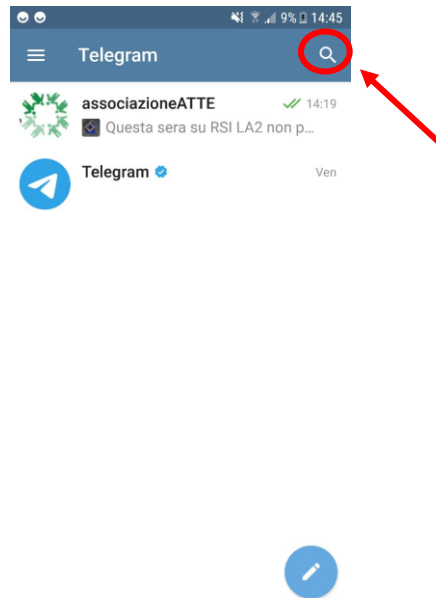 9% 14:45
Telegram
associazioneATTE 14:19
Questa sera su RSI LA2 non p...
Telegram Ven